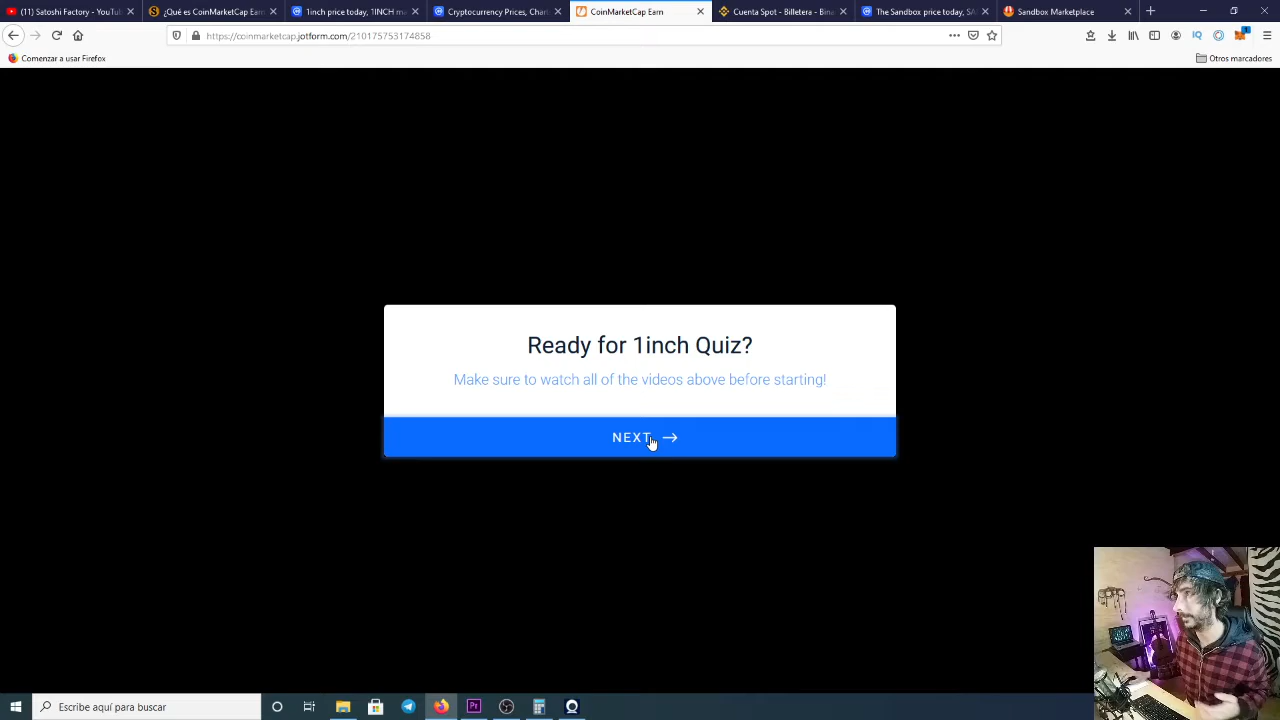 (11) Satoshi Factory - YouTu
¿Qué es CoinMarketCap Earn
1inch price today, 1INCH ma
Cryptocurrency Prices, Chart
CoinMarketCap Earn
Cuenta Spot - Billetera - Bina
The Sandbox price today, SA
Sandbox Marketplace
https://coinmarketcap.jotform.com/210175753174858
Comenzar a usar Firefox
Otros marcadores
Ready for 1inch Quiz?
Make sure to watch all of the videos above before starting!
NEXT →
Escribe aquí para buscar